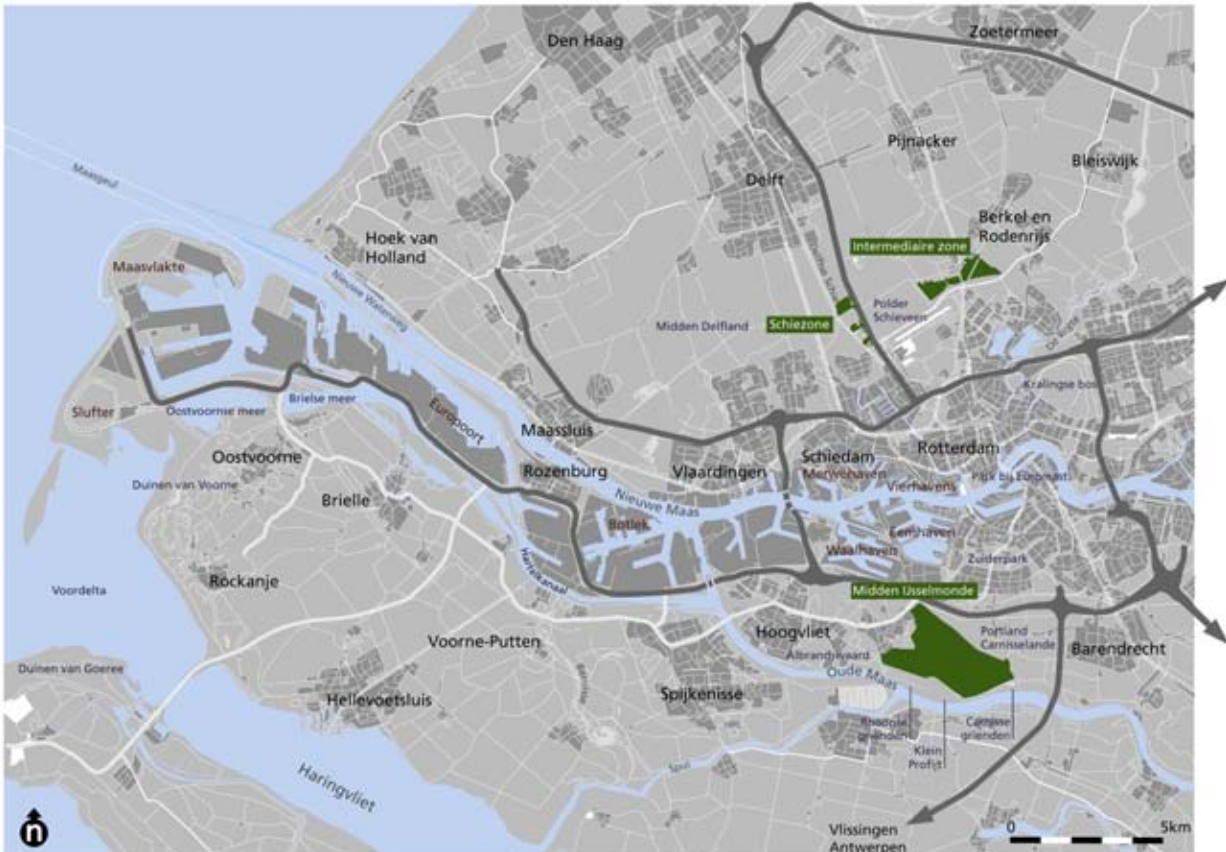 Den Haag
Zoetermeer
Pijnacker
Bleiswijk
Delft
Maasgeul
Berkel en
Rodenrijs
Hoek van
Holland
Intermediaire zone
Maasvlakte
Nieuwe Waterweg
Polder
Schieveen
Schiezone
Midden Delfland
Kralingse bos
Slufter
Oostvoornse meer
Brielse meer
Europoort
Maassluis
Rotterdam
Schiedam
Oostvoorne
Rozenburg
Vlaardingen
Merwehaven
Park bij Euromast
Duinen van Voorne
Brielle
Vierhavens
Nieuwe Maas
Botlek
Eemhaven
Waalhaven
Zuiderpark
Hartelkanaal
Rockanje
Voordelta
Midden IJsselmonde
Voorne-Putten
Hoogvliet
Portland
Carnisselande
Barendrecht
Albrandswaard
Duinen van Goeree
Oude Maas
Hellevoetsluis
Spijkenisse
Rhoonse
grienden
Carnisse
grienden
Klein
Profijt
Haringvliet
Spui
n
Vlissingen
Antwerpen
0
5km